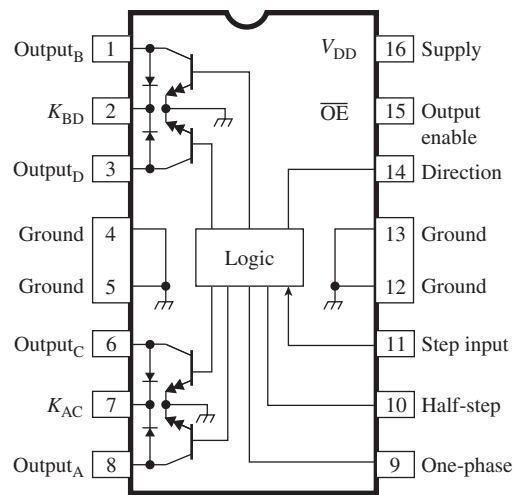 Output_B 1 V_DD 16 Supply
K_BD 2 O̅E̅ 15 Output
enable
Output_D 3 14 Direction
Ground 4 13 Ground
Logic
Ground 5 12 Ground
Output_C 6 11 Step input
K_AC 7 10 Half-step
Output_A 8 9 One-phase